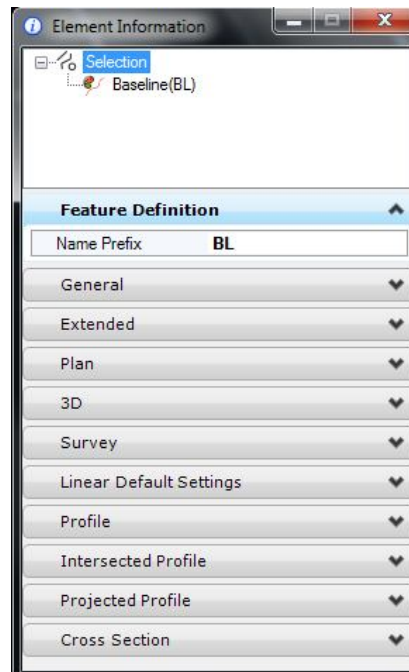 Element Information
Selection
Baseline(BL)
Feature Definition
Name Prefix BL
General
Extended
Plan
3D
Survey
Linear Default Settings
Profile
Intersected Profile
Projected Profile
Cross Section